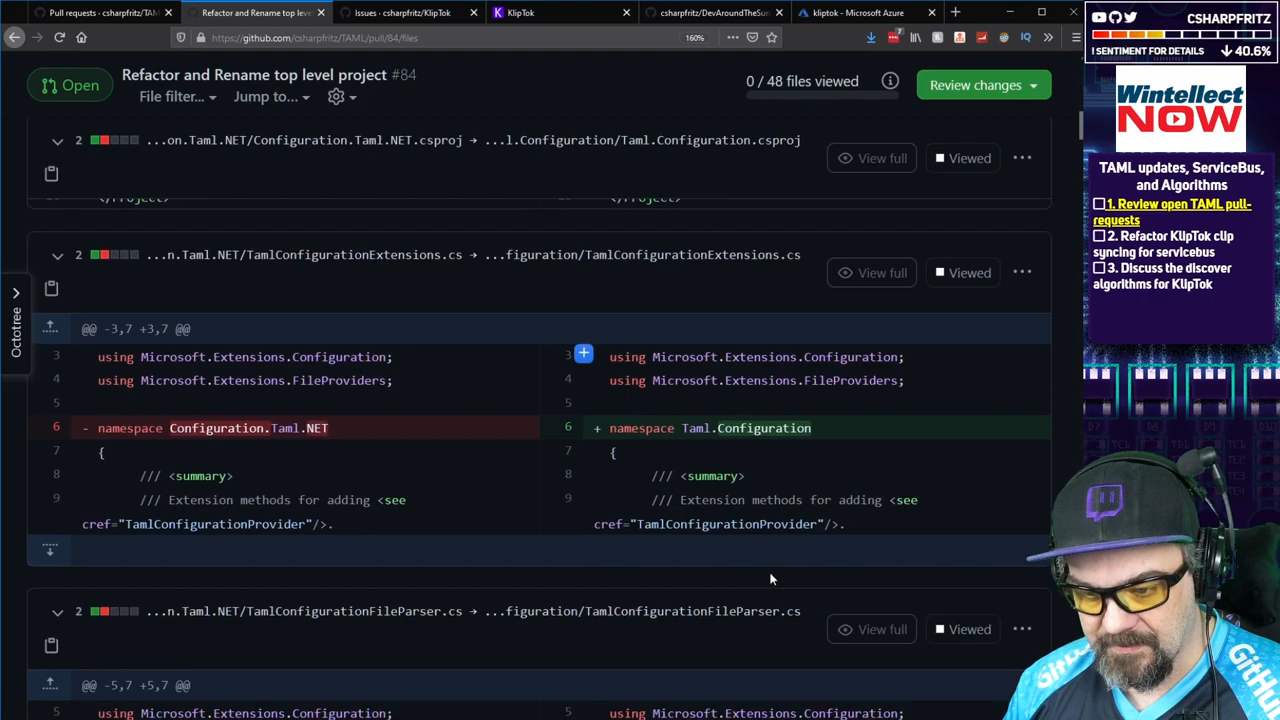 Pull requests · csharpfritz/TAML
Refactor and Rename top level
Issues · csharpfritz/KlipTok
KlipTok
csharpfritz/DevAroundTheSun
kliptok - Microsoft Azure
https://github.com/csharpfritz/TAML/pull/84/files
160%
Open
Refactor and Rename top level project #84
File filter...
Jump to...
0 / 48 files viewed
Review changes
2 ...on.Taml.NET/Configuration.Taml.NET.csproj → ...l.Configuration/Taml.Configuration.csproj
View full
Viewed
2 ...n.Taml.NET/TamlConfigurationExtensions.cs → ...figuration/TamlConfigurationExtensions.cs
View full
Viewed
@@ -3,7 +3,7 @@
3 using Microsoft.Extensions.Configuration; 3 using Microsoft.Extensions.Configuration;
4 using Microsoft.Extensions.FileProviders; 4 using Microsoft.Extensions.FileProviders;
5 5
6 - namespace Configuration.Taml.NET 6 + namespace Taml.Configuration
7 { 7 {
8 /// <summary> 8 /// <summary>
9 /// Extension methods for adding <see 9 /// Extension methods for adding <see
cref="TamlConfigurationProvider"/>. cref="TamlConfigurationProvider"/>.
2 ...n.Taml.NET/TamlConfigurationFileParser.cs → ...figuration/TamlConfigurationFileParser.cs
View full
Viewed
@@ -5,7 +5,7 @@
5 using Microsoft.Extensions.Configuration; 5 using Microsoft.Extensions.Configuration;
Octotree
CSHARPFRITZ
! SENTIMENT FOR DETAILS
40.6%
Wintellect
NOW
TAML updates, ServiceBus,
and Algorithms
1. Review open TAML pull-
requests
2. Refactor KlipTok clip
syncing for servicebus
3. Discuss the discover
algorithms for KlipTok
GitHub